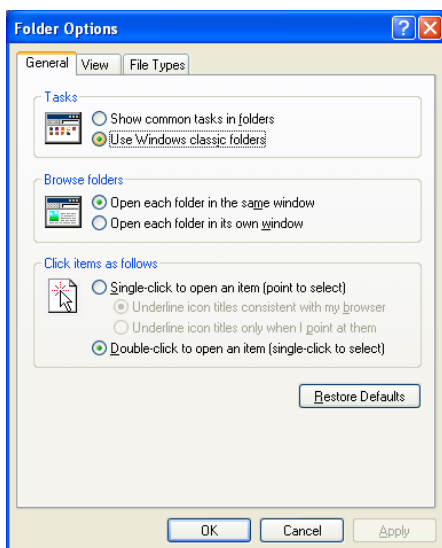 Folder Options
General View File Types
Tasks
Show common tasks in folders
Use Windows classic folders
Browse folders
Open each folder in the same window
Open each folder in its own window
Click items as follows
Single-click to open an item (point to select)
Underline icon titles consistent with my browser
Underline icon titles only when I point at them
Double-click to open an item (single-click to select)
Restore Defaults
OK Cancel Apply